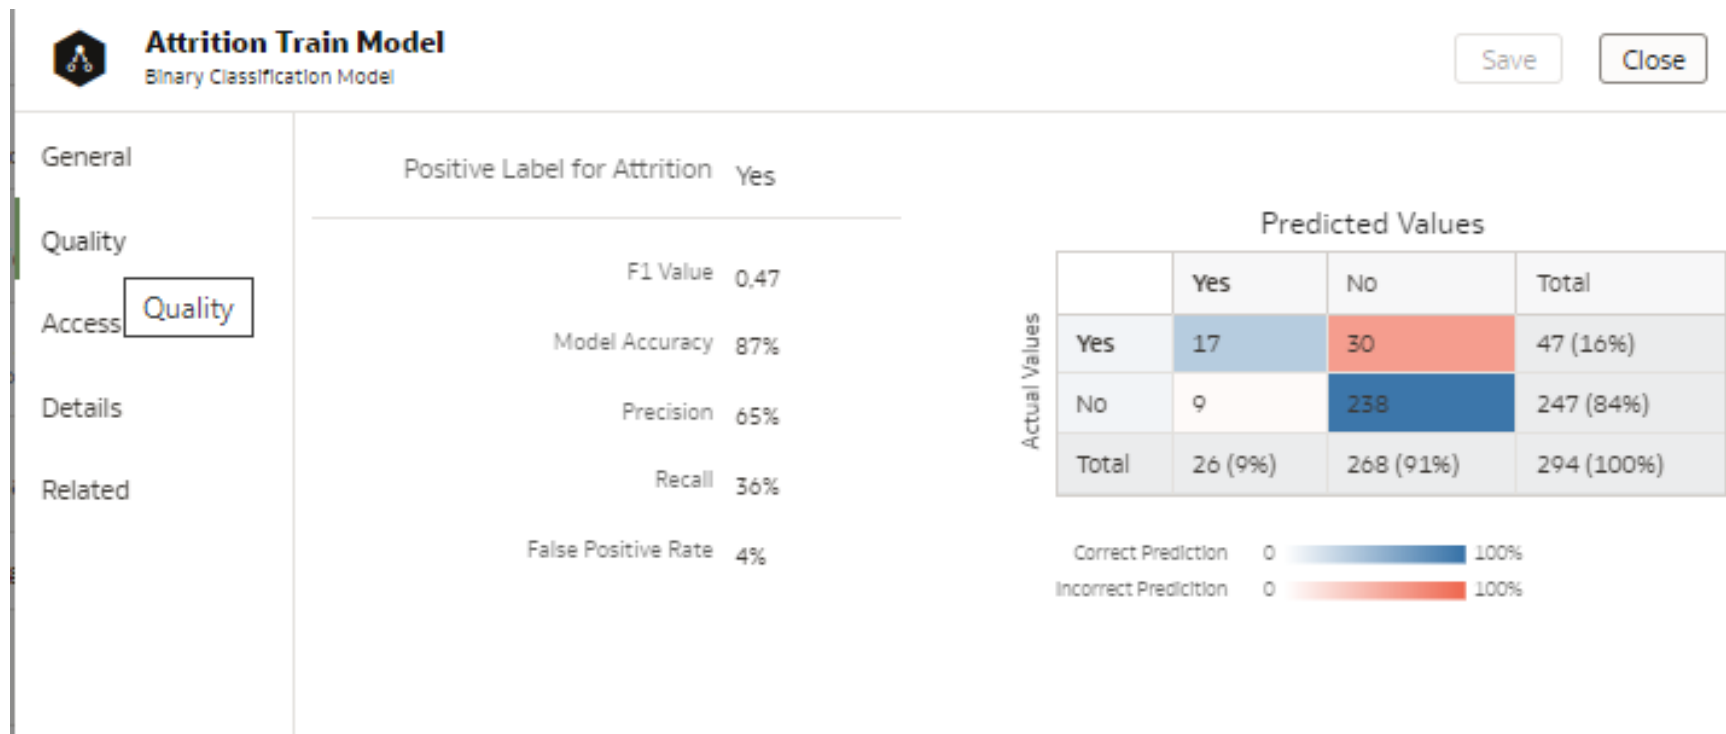 Attrition Train Model
Binary Classification Model
Save
Close
General
Quality
Quality
Access
Details
Related
Positive Label for Attrition Yes
F1 Value 0,47
Model Accuracy 87%
Precision 65%
Recall 36%
False Positive Rate 4%
Predicted Values
Actual Values
Yes No Total
Yes 17 30 47 (16%)
No 9 238 247 (84%)
Total 26 (9%) 268 (91%) 294 (100%)
Correct Prediction 0 100%
Incorrect Predicition 0 100%